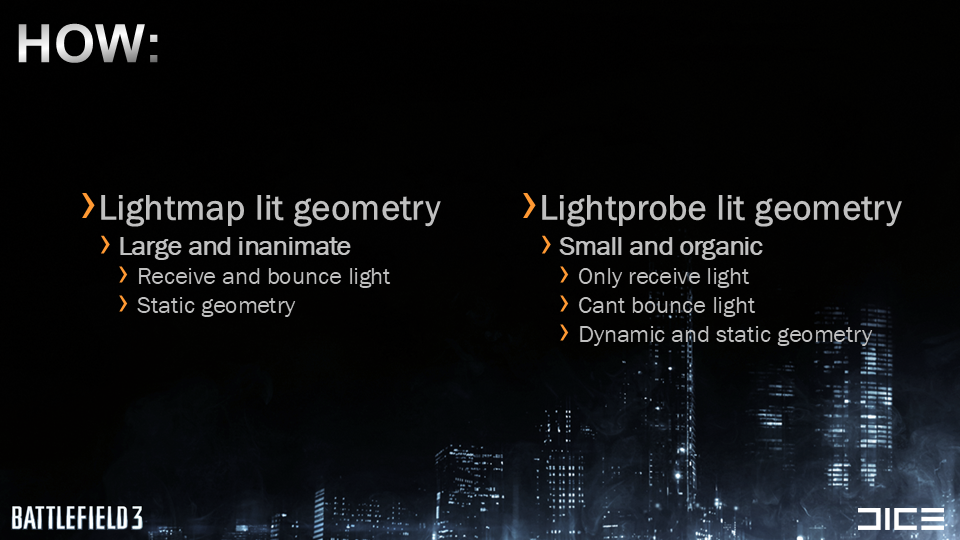 HOW:
Lightmap lit geometry
Large and inanimate
Receive and bounce light
Static geometry
Lightprobe lit geometry
Small and organic
Only receive light
Cant bounce light
Dynamic and static geometry
BATTLEFIELD 3
DICE